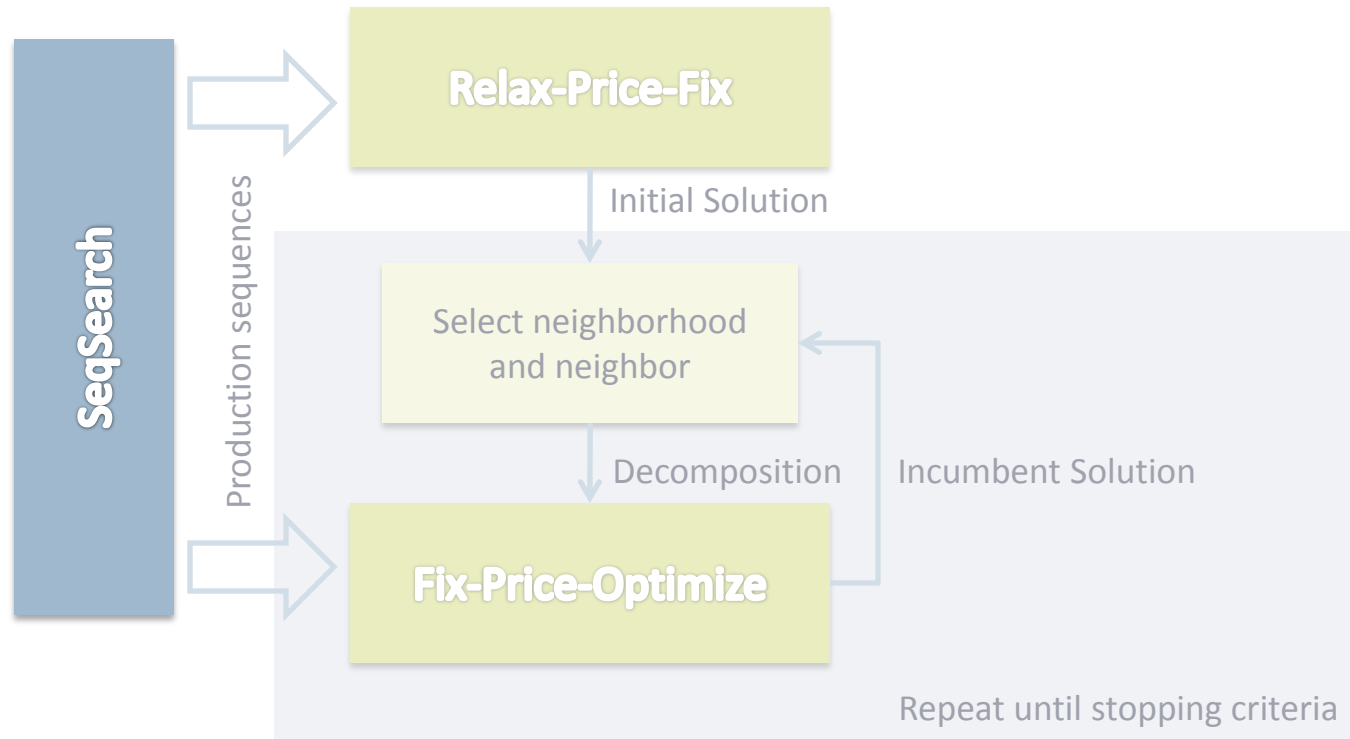 SeqSearch
Production sequences
Relax-Price-Fix
Initial Solution
Select neighborhood
and neighbor
Decomposition
Incumbent Solution
Fix-Price-Optimize
Repeat until stopping criteria